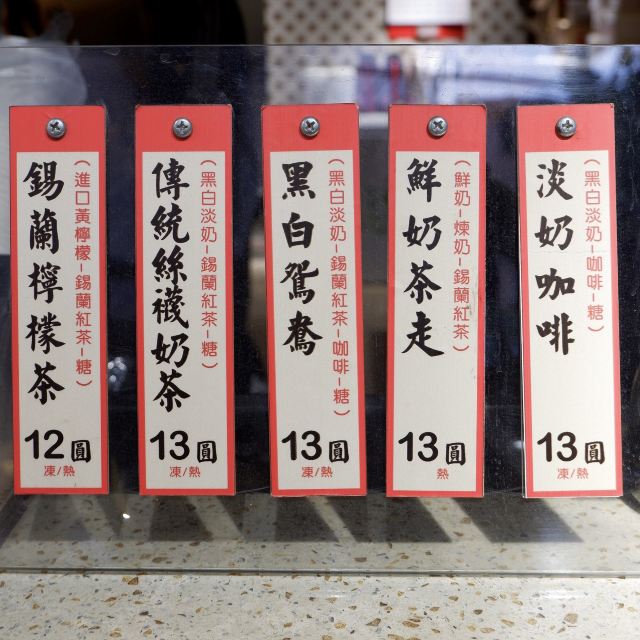 錫蘭檸檬茶
(進口黃檸檬-錫蘭紅茶-糖)
12圓
凍/熱
傳統絲襪奶茶
(黑白淡奶-錫蘭紅茶-糖)
13圓
凍/熱
黑白鴛鴦
(黑白淡奶-錫蘭紅茶-咖啡-糖)
13圓
凍/熱
鮮奶茶走
(鮮奶-煉奶-錫蘭紅茶)
13圓
熱
淡奶咖啡
(黑白淡奶-咖啡-糖)
13圓
凍/熱